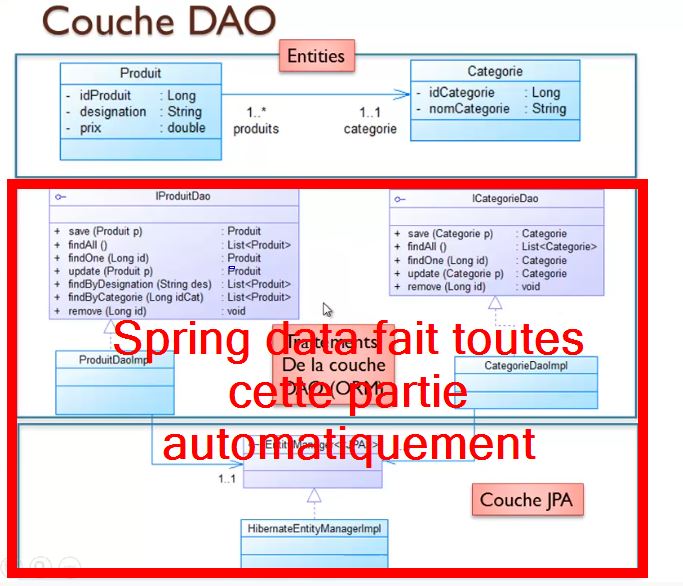 Couche DAO
Entities
Produit
- idProduit : Long
- designation : String
- prix : double
1..*
produits
1..1
categorie
Categorie
- idCategorie : Long
- nomCategorie : String
IProduitDao
+ save (Produit p) : Produit
+ findAll () : List<Produit>
+ findOne (Long id) : Produit
+ update (Produit p) : Produit
+ findByDesignation (String des) : List<Produit>
+ findByCategorie (Long idCat) : List<Produit>
+ remove (Long id) : void
ICategorieDao
+ save (Categorie p) : Categorie
+ findAll () : List<Categorie>
+ findOne (Long id) : Categorie
+ update (Categorie p) : Categorie
+ remove (Long id) : void
Spring data fait toutes
cette partie
automatiquement
Traitements
De la couche
DAO (ORM)
ProduitDaoImpl
CategorieDaoImpl
EntityManager<JPA>
1..1
Couche JPA
HibernateEntityManagerImpl